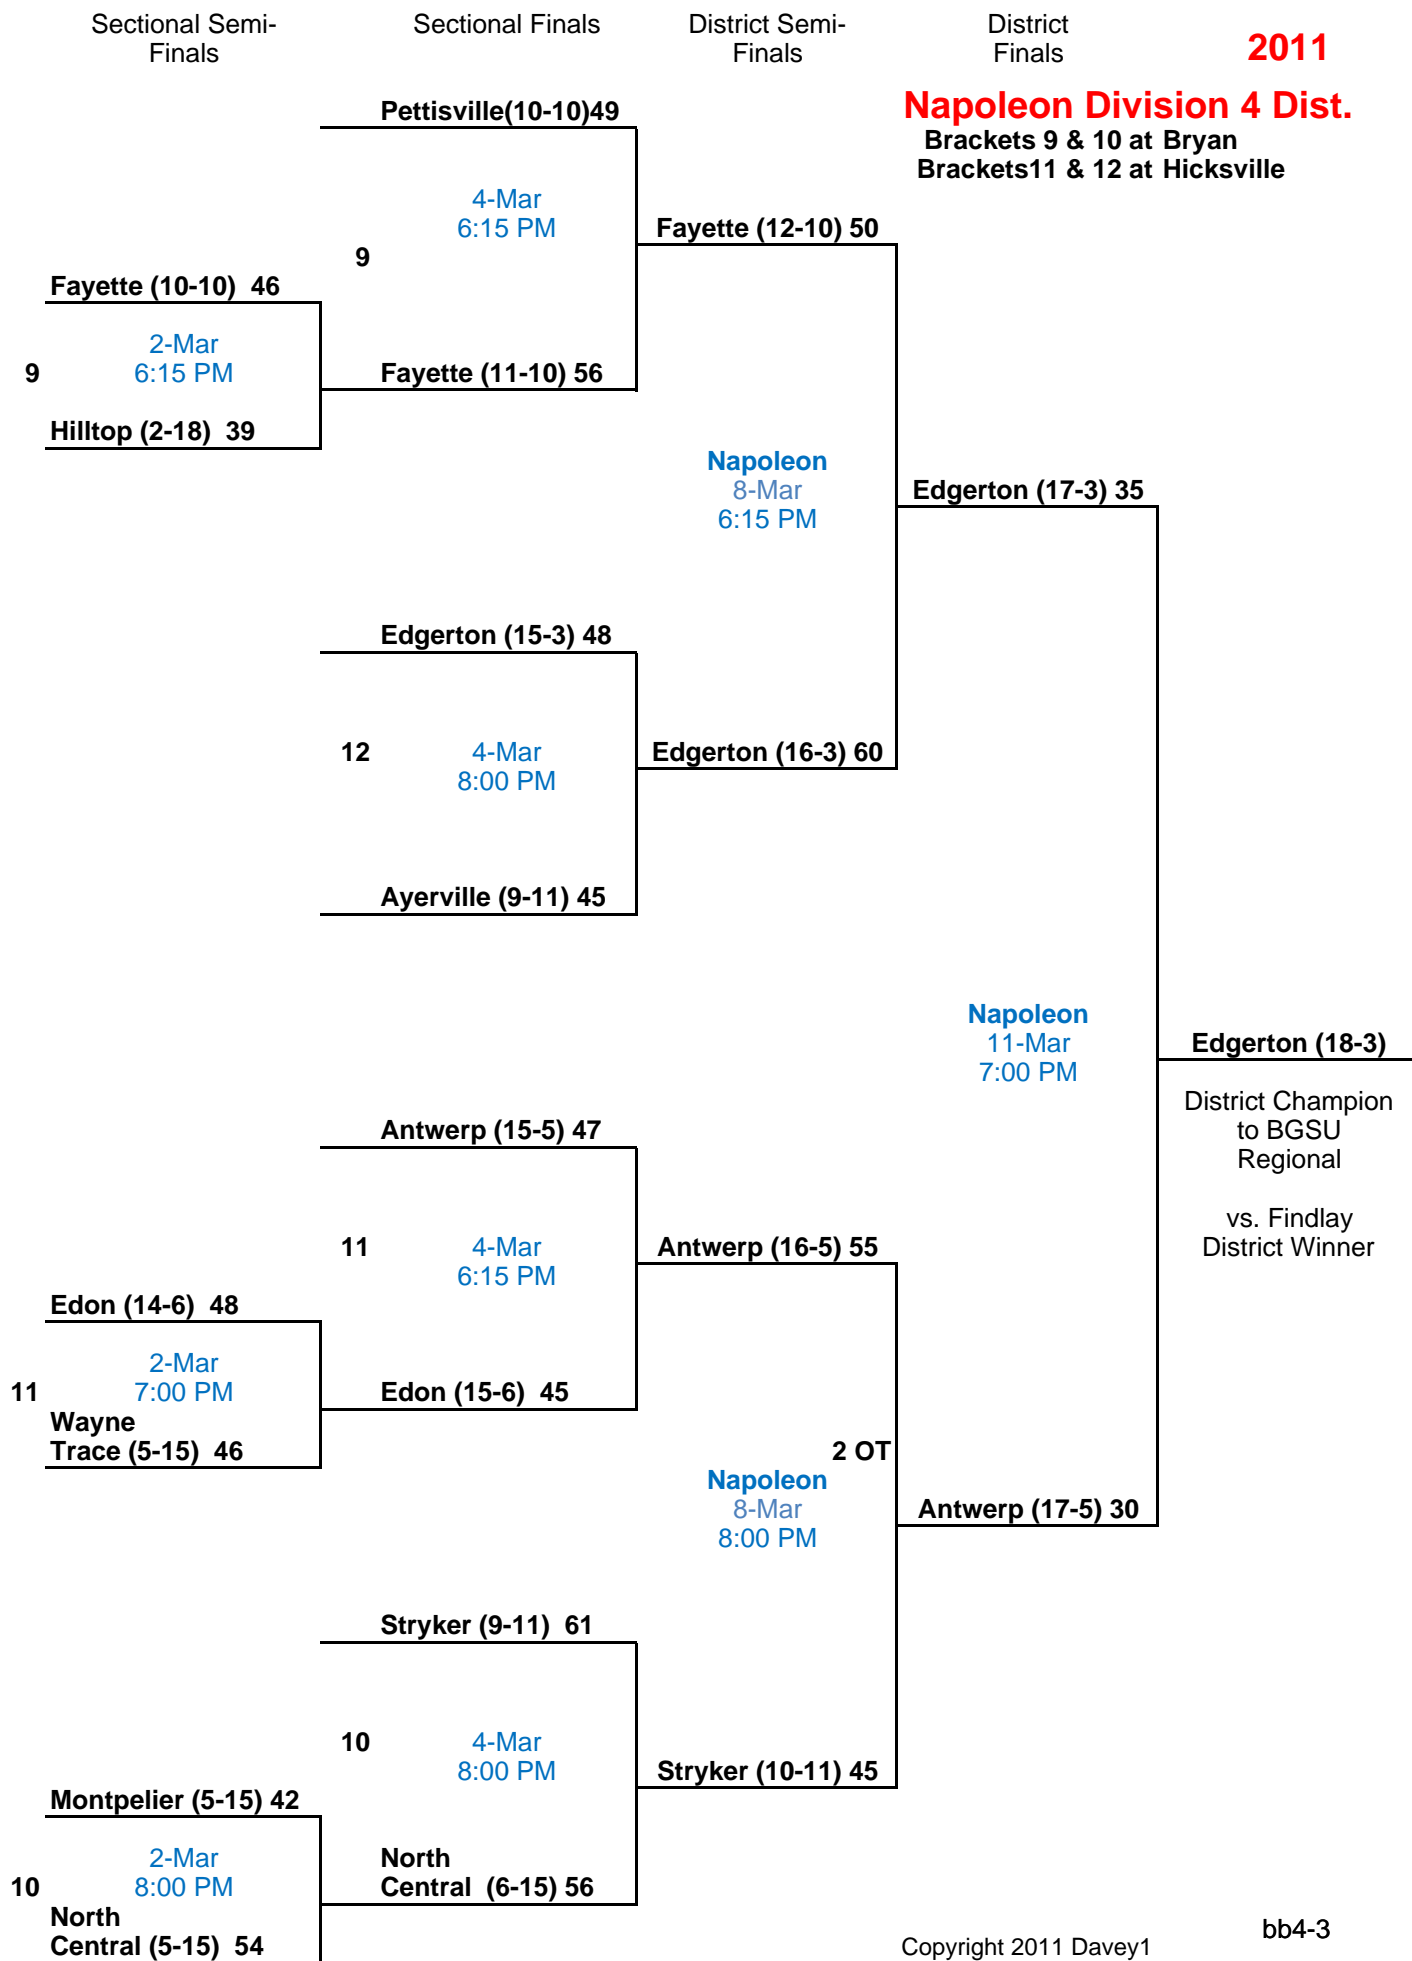 Sectional Semi-
Finals
Sectional Finals
District Semi-
Finals
District
Finals
2011
Napoleon Division 4 Dist.
Brackets 9 & 10 at Bryan
Brackets11 & 12 at Hicksville
Pettisville(10-10)49
4-Mar
6:15 PM
9
Fayette (12-10) 50
Fayette (10-10) 46
2-Mar
6:15 PM
9
Fayette (11-10) 56
Hilltop (2-18) 39
Napoleon
8-Mar
6:15 PM
Edgerton (17-3) 35
Edgerton (15-3) 48
12
4-Mar
8:00 PM
Edgerton (16-3) 60
Ayerville (9-11) 45
Napoleon
11-Mar
7:00 PM
Edgerton (18-3)
District Champion
to BGSU
Regional
vs. Findlay
District Winner
Antwerp (15-5) 47
11
4-Mar
6:15 PM
Antwerp (16-5) 55
Edon (14-6) 48
2-Mar
7:00 PM
11
Edon (15-6) 45
Wayne
Trace (5-15) 46
2 OT
Napoleon
8-Mar
8:00 PM
Antwerp (17-5) 30
Stryker (9-11) 61
10
4-Mar
8:00 PM
Stryker (10-11) 45
Montpelier (5-15) 42
2-Mar
8:00 PM
10
North
Central (6-15) 56
North
Central (5-15) 54
Copyright 2011 Davey1
bb4-3